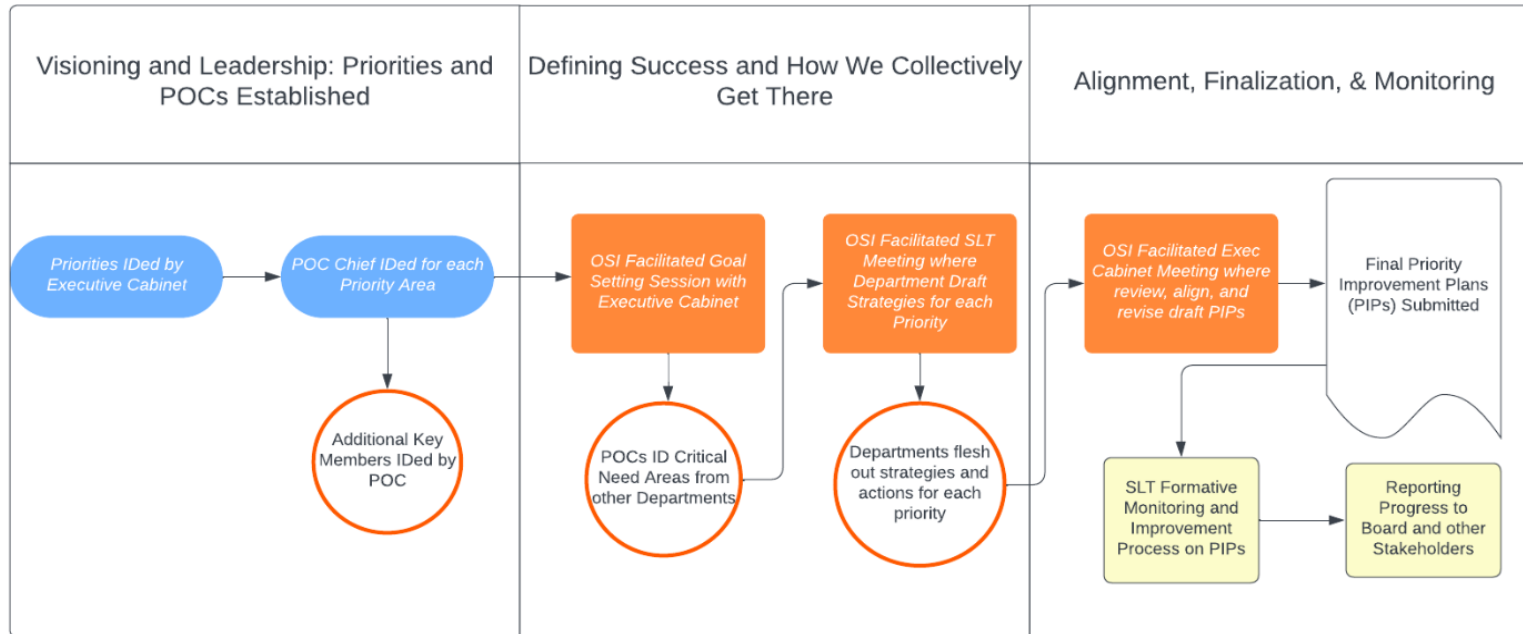 Visioning and Leadership: Priorities and
POCs Established
Defining Success and How We Collectively
Get There
Alignment, Finalization, & Monitoring
Priorities IDed by
Executive Cabinet
POC Chief IDed for each
Priority Area
Additional Key
Members IDed by
POC
OSI Facilitated Goal
Setting Session with
Executive Cabinet
POCs ID Critical
Need Areas from
other Departments
OSI Facilitated SLT
Meeting where
Department Draft
Strategies for each
Priority
Departments flesh
out strategies and
actions for each
priority
OSI Facilitated Exec
Cabinet Meeting where
review, align, and
revise draft PIPs
Final Priority
Improvement Plans
(PIPs) Submitted
SLT Formative
Monitoring and
Improvement
Process on PIPs
Reporting
Progress to
Board and other
Stakeholders